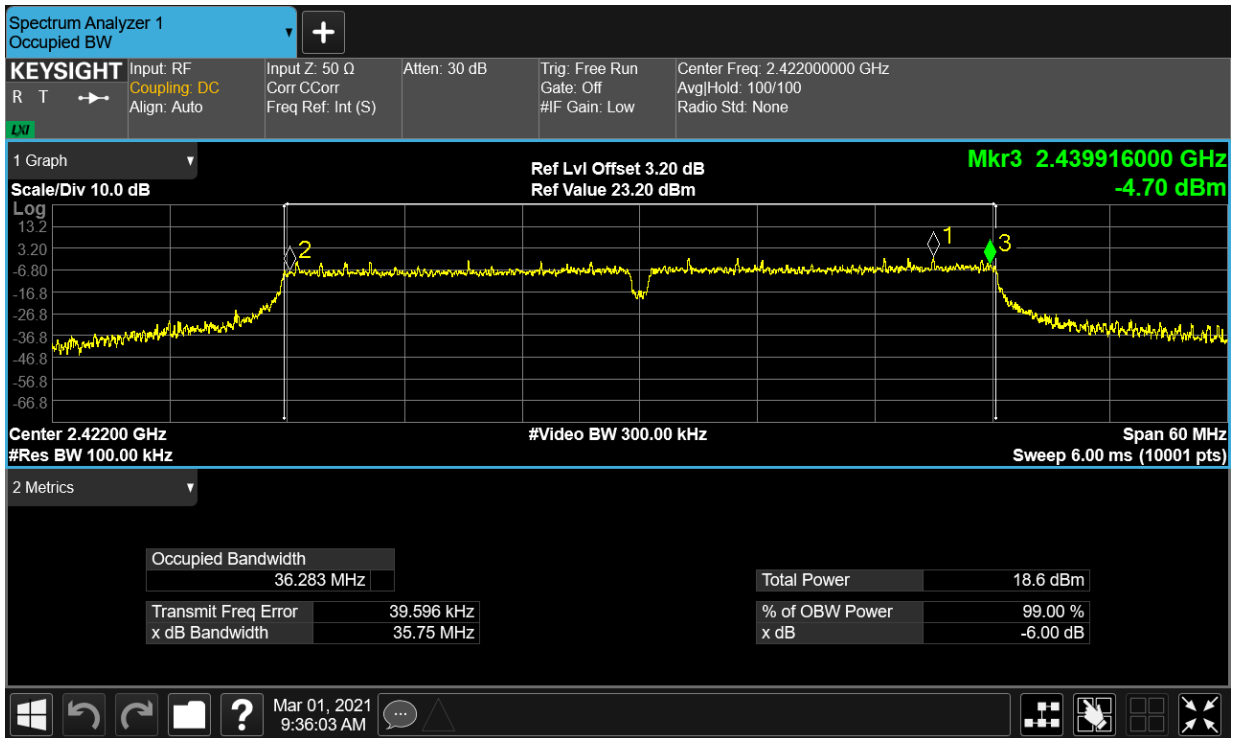 Spectrum Analyzer 1
Occupied BW
KEYSIGHT
R T
LXI
Input: RF
Coupling: DC
Align: Auto
Input Z: 50 Ω
Corr CCorr
Freq Ref: Int (S)
Atten: 30 dB
Trig: Free Run
Gate: Off
#IF Gain: Low
Center Freq: 2.422000000 GHz
Avg|Hold: 100/100
Radio Std: None
1 Graph
Scale/Div 10.0 dB
Ref Lvl Offset 3.20 dB
Ref Value 23.20 dBm
Mkr3 2.439916000 GHz
-4.70 dBm
Log
13.2
3.20
-6.80
-16.8
-26.8
-36.8
-46.8
-56.8
-66.8
2
1
3
Center 2.42200 GHz
#Res BW 100.00 kHz
#Video BW 300.00 kHz
Span 60 MHz
Sweep 6.00 ms (10001 pts)
2 Metrics
Occupied Bandwidth
36.283 MHz
Transmit Freq Error 39.596 kHz
x dB Bandwidth 35.75 MHz
Total Power 18.6 dBm
% of OBW Power 99.00 %
x dB -6.00 dB
?
Mar 01, 2021
9:36:03 AM